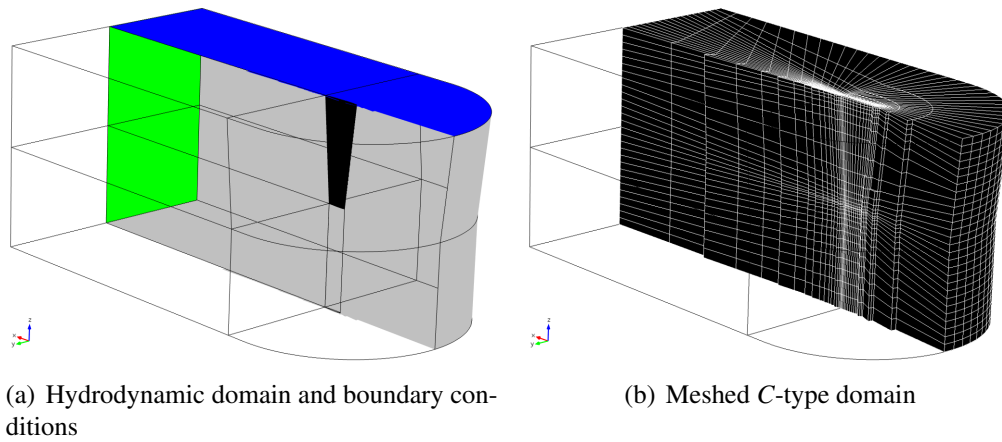 z
x
y
z
x
y
(a) Hydrodynamic domain and boundary con-
ditions
(b) Meshed C-type domain